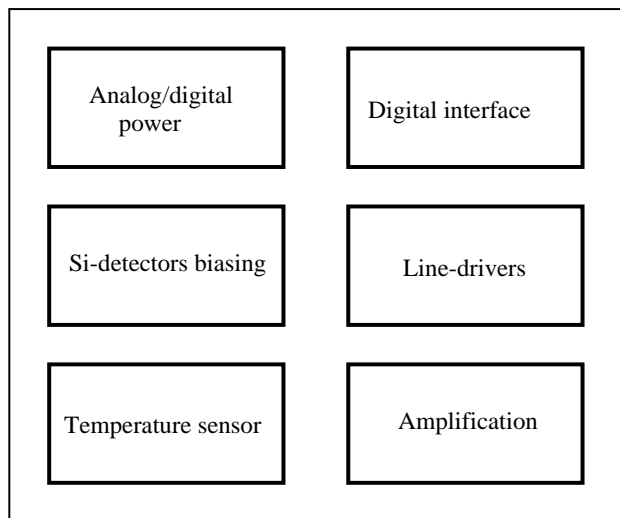 Analog/digital
power
Digital interface
Si-detectors biasing
Line-drivers
Temperature sensor
Amplification